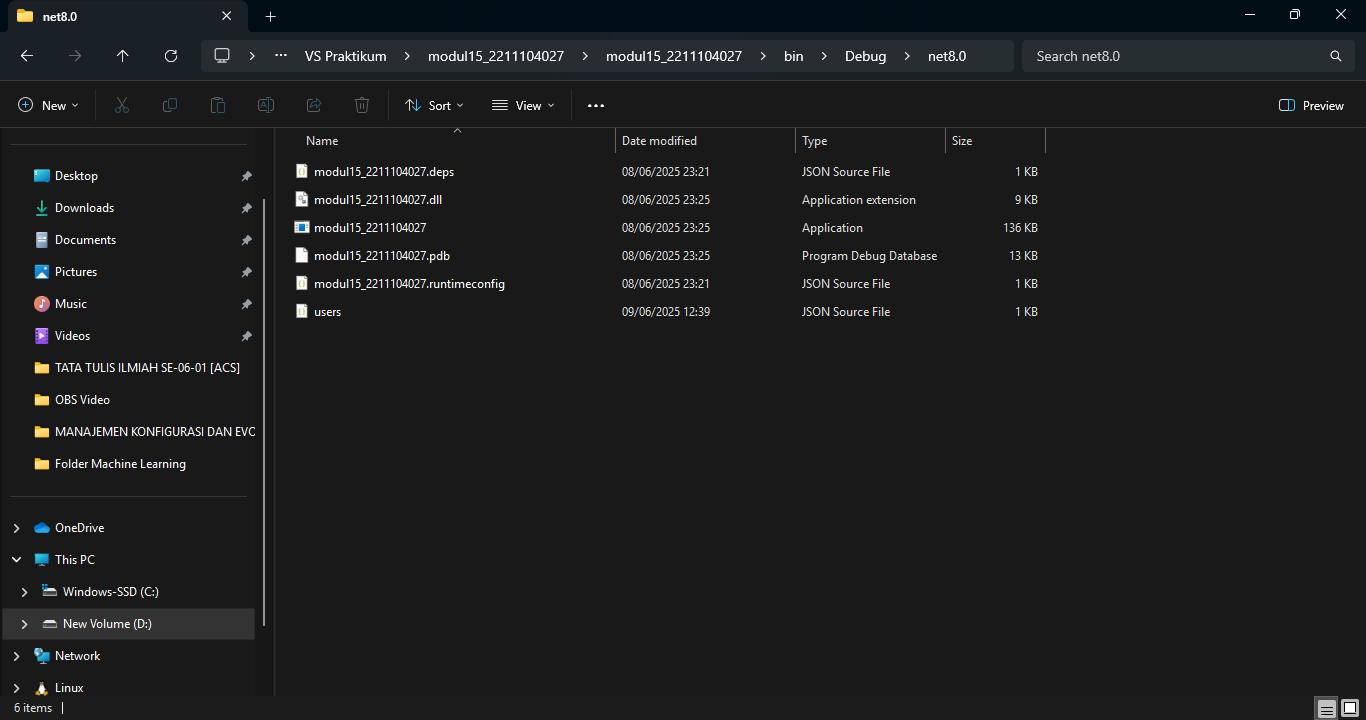 net8.0
VS Praktikum > modul15_2211104027 > modul15_2211104027 > bin > Debug > net8.0
Search net8.0
New
Sort
View
Preview
Name Date modified Type Size
Desktop
Downloads
Documents
Pictures
Music
Videos
TATA TULIS ILMIAH SE-06-01 [ACS]
OBS Video
MANAJEMEN KONFIGURASI DAN EVC
Folder Machine Learning
OneDrive
This PC
Windows-SSD (C:)
New Volume (D:)
Network
Linux
modul15_2211104027.deps 08/06/2025 23:21 JSON Source File 1 KB
modul15_2211104027.dll 08/06/2025 23:25 Application extension 9 KB
modul15_2211104027 08/06/2025 23:25 Application 136 KB
modul15_2211104027.pdb 08/06/2025 23:25 Program Debug Database 13 KB
modul15_2211104027.runtimeconfig 08/06/2025 23:21 JSON Source File 1 KB
users 09/06/2025 12:39 JSON Source File 1 KB
6 items